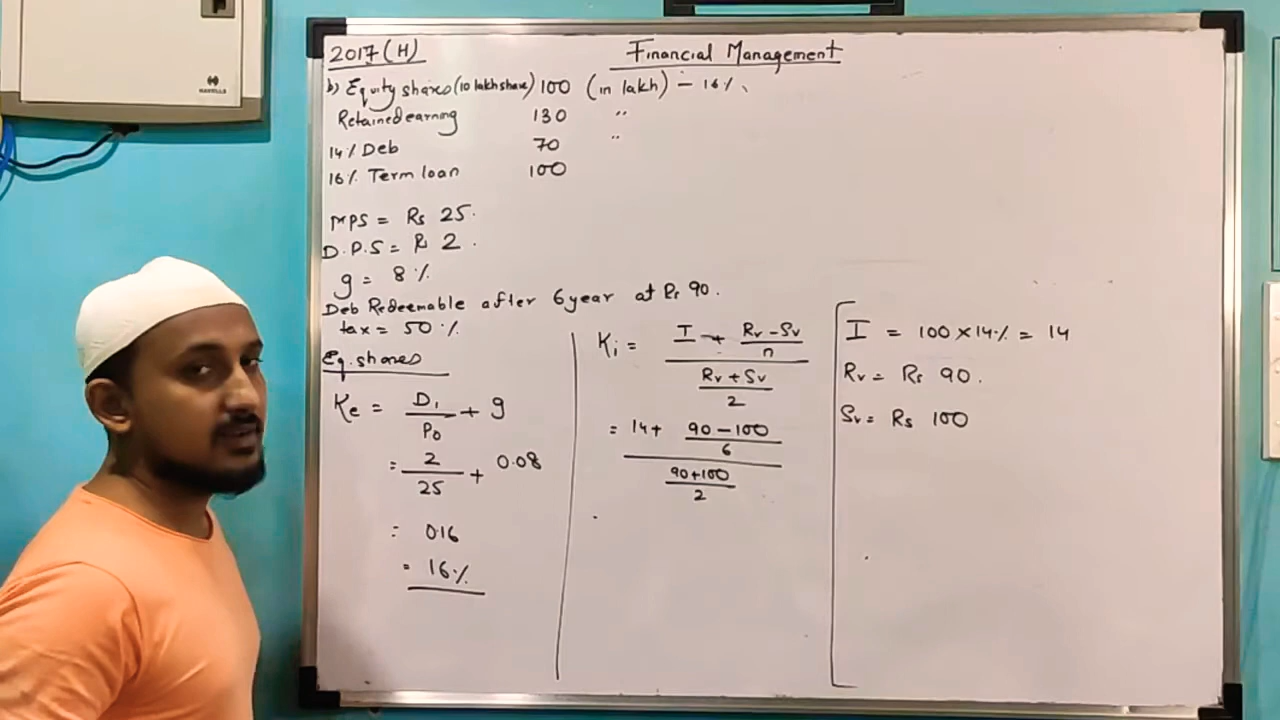 HAVELLS
2017 (H)
Financial Management
b) Equity shares (10 lakh share) 100 (in lakh) - 16%
Retained earning 130 "
14% Deb 70 "
16% Term loan 100
MPS = Rs 25.
D.P.S = R 2.
g = 8%
Deb Redeemable after 6 year at Rs 90.
tax = 50%
Eq. shares
Ke = D1/P0 + g
= 2/25 + 0.08
= 0.16
= 16%
Ki = I + Rv - Sv/n
Rv + Sv/2
= 14 + 90 - 100/6
90 + 100/2
I = 100 × 14% = 14
Rv = Rs 90.
Sv = Rs 100